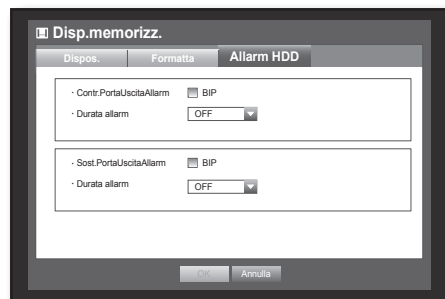 Disp.memorizz.
Dispos. Formatta Allarm HDD
· Contr.PortaUscitaAllarm BIP
· Durata allarm OFF
· Sost.PortaUscitaAllarm BIP
· Durata allarm OFF
OK Annulla